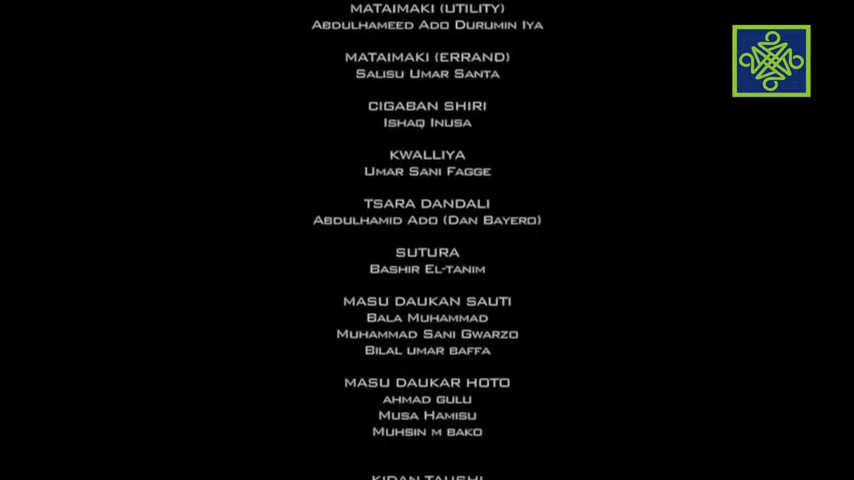 MATAIMAKI (UTILITY)
ABDULHAMEED ADO DURUMIN IYA
MATAIMAKI (ERRAND)
SALISU UMAR SANTA
CIGABAN SHIRI
ISHAQ INUSA
KWALLIYA
UMAR SANI FAGGE
TSARA DANDALI
ABDULHAMID ADO (DAN BAYERO)
SUTURA
BASHIR EL-TANIM
MASU DAUKAN SAUTI
BALA MUHAMMAD
MUHAMMAD SANI GWARZO
BILAL UMAR BAFFA
MASU DAUKAR HOTO
AHMAD GULU
MUSA HAMISU
MUHSIN M BAKO
KIDAN TAUSHI